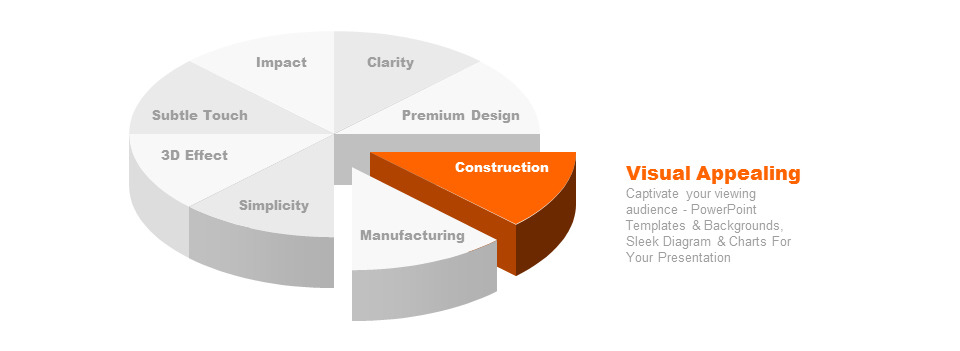 Impact
Clarity
Subtle Touch
Premium Design
3D Effect
Construction
Simplicity
Manufacturing
Visual Appealing
Captivate your viewing
audience - PowerPoint
Templates & Backgrounds,
Sleek Diagram & Charts For
Your Presentation